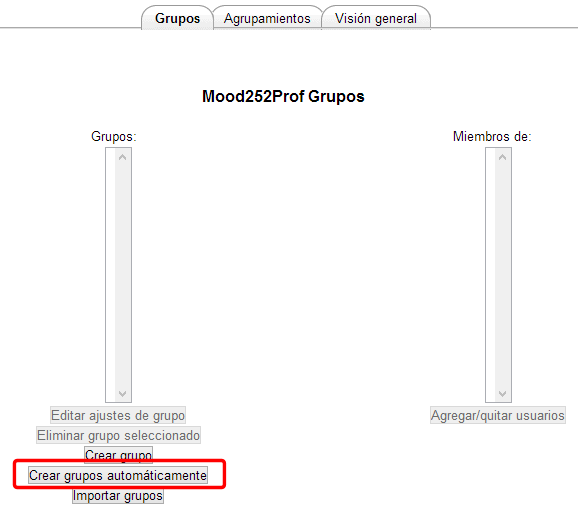 Grupos Agrupamientos Visión general
Mood252Prof Grupos
Grupos: Miembros de:
Editar ajustes de grupo Agregar/quitar usuarios
Eliminar grupo seleccionado
Crear grupo
Crear grupos automáticamente
Importar grupos